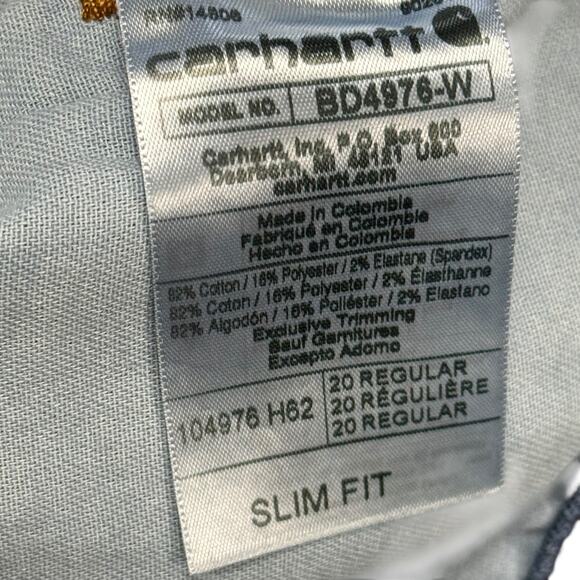 RN#14806
carhartt
MODEL NO. BD4976-W
Carhartt, Inc. P.O. Box 600
Dearborn, MI 48121 USA
carhartt.com
Made in Colombia
Fabriqué en Colombie
Hecho en Colombia
82% Cotton / 16% Polyester / 2% Elastane (Spandex)
82% Coton / 16% Polyester / 2% Élasthanne
82% Algodón / 16% Poliéster / 2% Elastano
Exclusive Trimming
Sauf Garnitures
Excepto Adorno
104976 H62
20 REGULAR
20 RÉGULIÈRE
20 REGULAR
SLIM FIT